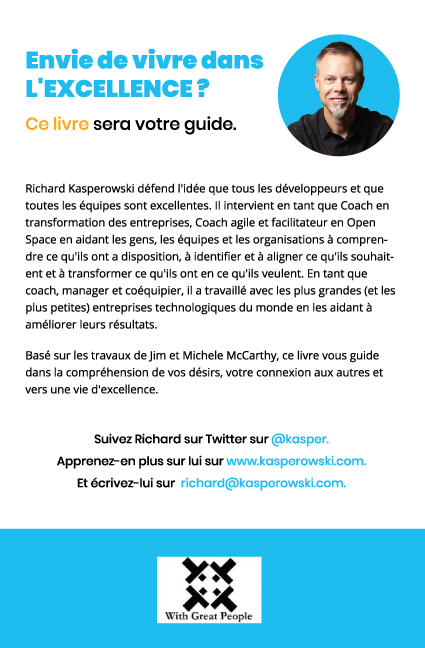 Envie de vivre dans
L'EXCELLENCE ?
Ce livre sera votre guide.
Richard Kasperowski défend l'idée que tous les développeurs et que
toutes les équipes sont excellentes. Il intervient en tant que Coach en
transformation des entreprises, Coach agile et facilitateur en Open
Space en aidant les gens, les équipes et les organisations à compren-
dre ce qu'ils ont a disposition, à identifier et à aligner ce qu'ils souhait-
ent et à transformer ce qu'ils ont en ce qu'ils veulent. En tant que
coach, manager et coéquipier, il a travaillé avec les plus grandes (et les
plus petites) entreprises technologiques du monde en les aidant à
améliorer leurs résultats.
Basé sur les travaux de Jim et Michele McCarthy, ce livre vous guide
dans la compréhension de vos désirs, votre connexion aux autres et
vers une vie d'excellence.
Suivez Richard sur Twitter sur @kasper.
Apprenez-en plus sur lui sur www.kasperowski.com.
Et écrivez-lui sur richard@kasperowski.com.
With Great People